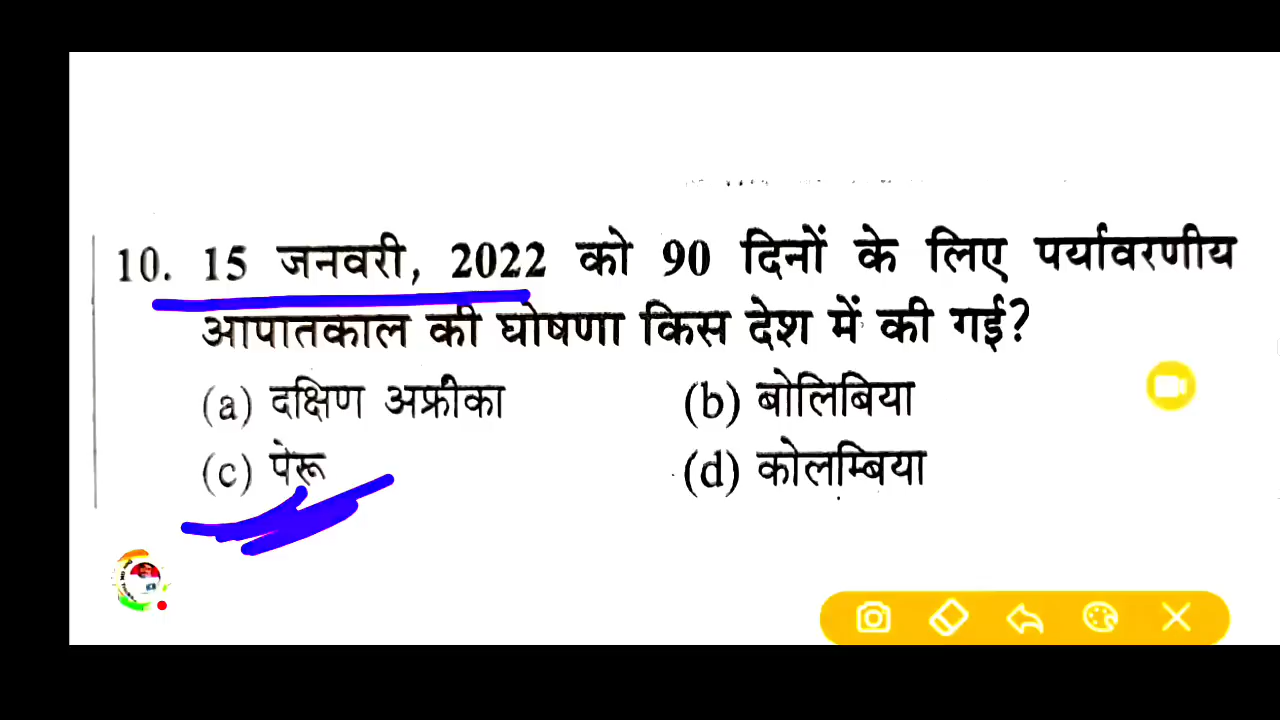 10. 15 जनवरी, 2022 को 90 दिनों के लिए पर्यावरणीय
आपातकाल की घोषणा किस देश में की गई?
(a) दक्षिण अफ्रीका (b) बोलिबिया
(c) पेरू (d) कोलम्बिया